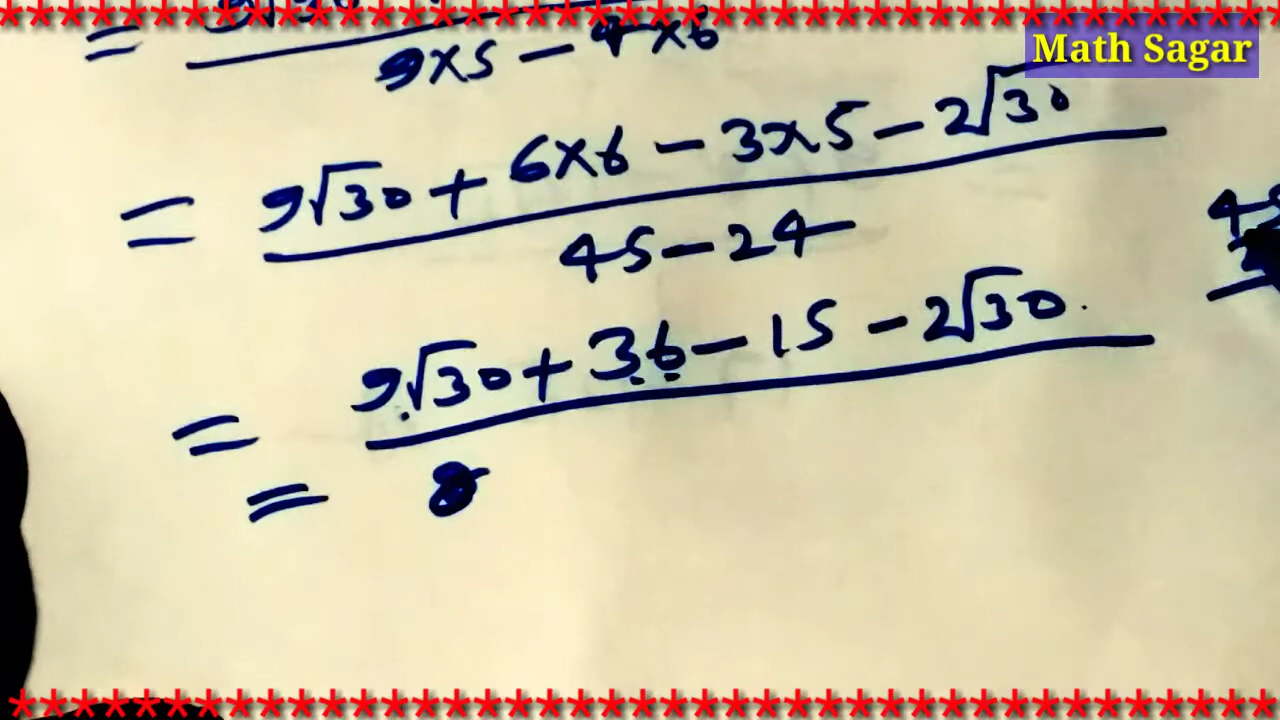 Math Sagar
= 9×5 − 4×6
= 9√30 + 6×6 − 3×5 − 2√30
45 − 24
= 9√30 + 36 − 15 − 2√30
=